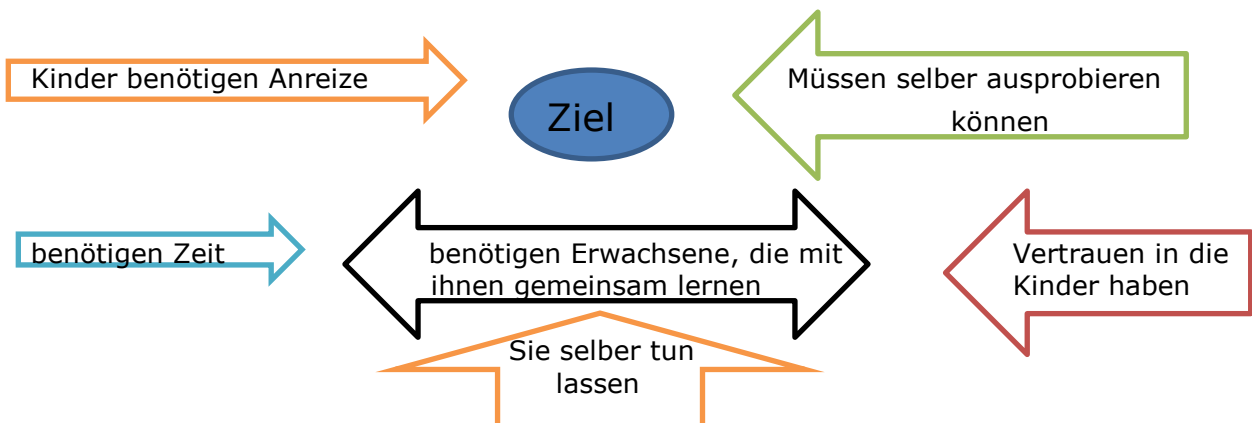 Kinder benötigen Anreize
Ziel
Müssen selber ausprobieren
können
benötigen Zeit
benötigen Erwachsene, die mit
ihnen gemeinsam lernen
Vertrauen in die
Kinder haben
Sie selber tun
lassen